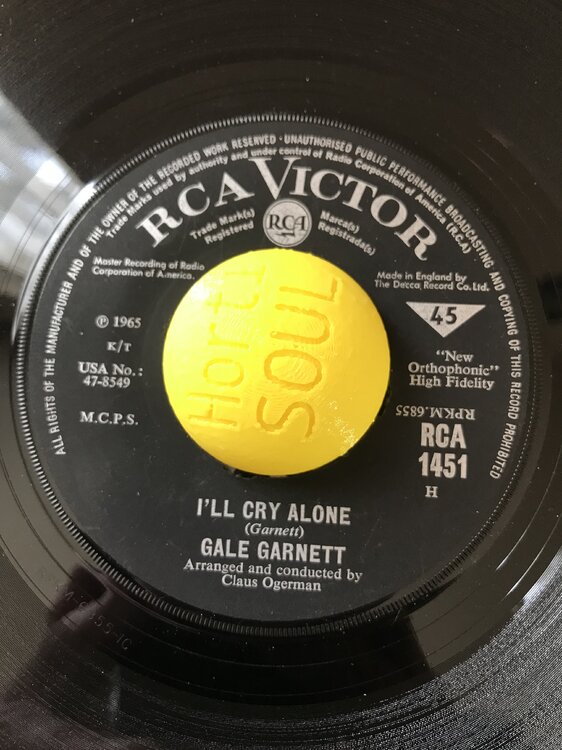 ALL RIGHTS OF THE MANUFACTURER AND OF THE OWNER OF THE RECORDED WORK RESERVED · UNAUTHORISED PUBLIC PERFORMANCE BROADCASTING AND COPYING OF THIS RECORD PROHIBITED
Trade Marks used by authority and under control of Radio Corporation of America (R.C.A.)
RCA VICTOR
Trade Mark(s)
Registered
RCA
Marca(s)
Registrada(s)
Master Recording of Radio
Corporation of America.
Made in England by
The Decca Record Co. Ltd.
℗ 1965
K/T
USA No.:
47-8549
M.C.P.S.
45
"New
Orthophonic"
High Fidelity
RPKM.6855
RCA
1451
H
Horti
SOUL
I'LL CRY ALONE
(Garnett)
GALE GARNETT
Arranged and conducted by
Claus Ogerman